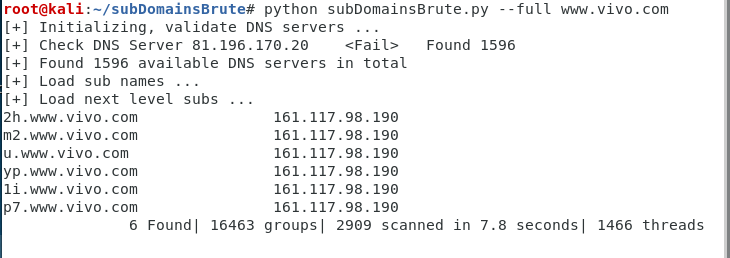 root@kali:~/subDomainsBrute# python subDomainsBrute.py --full www.vivo.com
[+] Initializing, validate DNS servers ...
[+] Check DNS Server 81.196.170.20    <Fail>   Found 1596
[+] Found 1596 available DNS servers in total
[+] Load sub names ...
[+] Load next level subs ...
2h.www.vivo.com               161.117.98.190
m2.www.vivo.com               161.117.98.190
u.www.vivo.com                161.117.98.190
yp.www.vivo.com               161.117.98.190
1i.www.vivo.com               161.117.98.190
p7.www.vivo.com               161.117.98.190
6 Found| 16463 groups| 2909 scanned in 7.8 seconds| 1466 threads